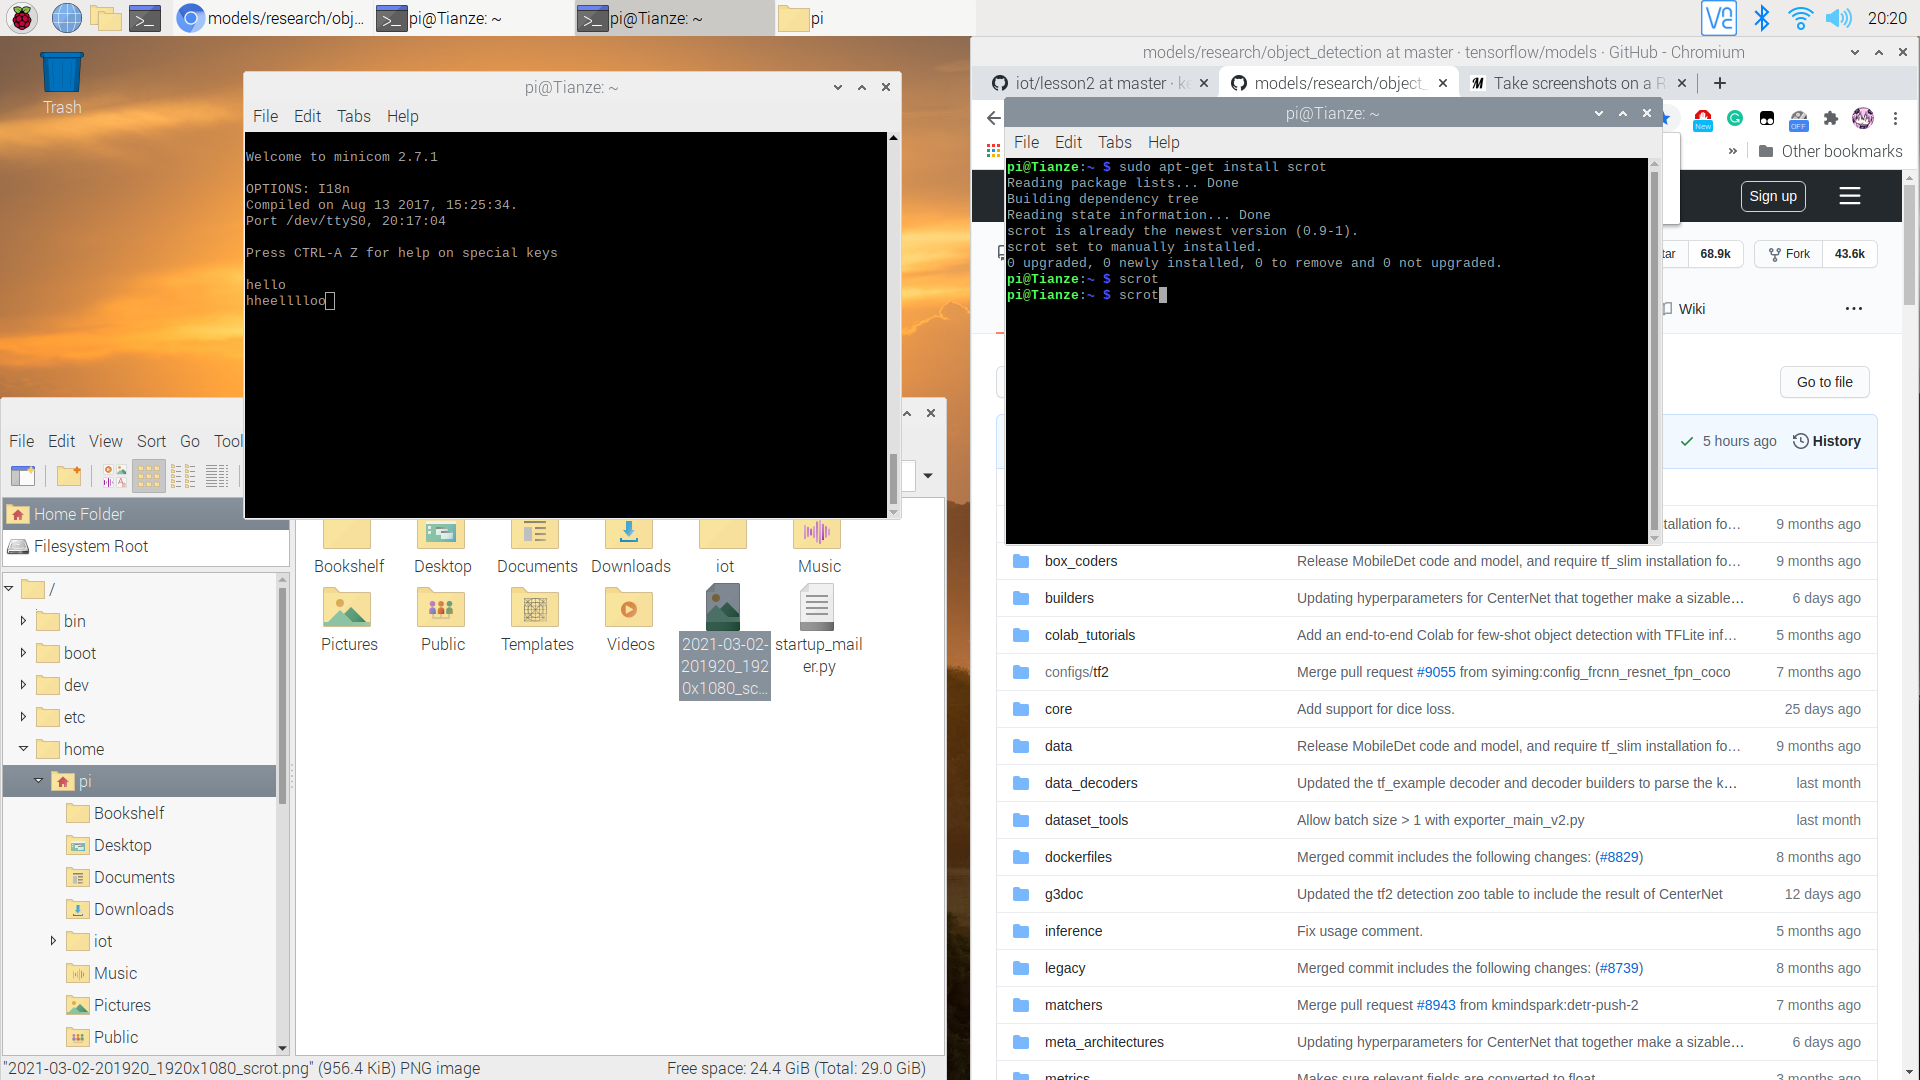 models/research/obj...
pi@Tianze: ~
pi@Tianze: ~
pi
20:20
Trash
pi@Tianze: ~
File Edit Tabs Help
Welcome to minicom 2.7.1
OPTIONS: I18n
Compiled on Aug 13 2017, 15:25:34.
Port /dev/ttyS0, 20:17:04
Press CTRL-A Z for help on special keys
hello
hheelllloo
File Edit View Sort Go Tool
Home Folder
Filesystem Root
/
bin
boot
dev
etc
home
pi
Bookshelf
Desktop
Documents
Downloads
iot
Music
Pictures
Public
Bookshelf Desktop Documents Downloads iot Music
Pictures Public Templates Videos
2021-03-02-
201920_192
0x1080_sc...
startup_mail
er.py
"2021-03-02-201920_1920x1080_scrot.png" (956.4 KiB) PNG image
Free space: 24.4 GiB (Total: 29.0 GiB)
models/research/object_detection at master · tensorflow/models · GitHub - Chromium
iot/lesson2 at master · ke
models/research/object_
Take screenshots on a R
New
OFF
» Other bookmarks
pi@Tianze: ~
File Edit Tabs Help
pi@Tianze:~ $ sudo apt-get install scrot
Reading package lists... Done
Building dependency tree
Reading state information... Done
scrot is already the newest version (0.9-1).
scrot set to manually installed.
0 upgraded, 0 newly installed, 0 to remove and 0 not upgraded.
pi@Tianze:~ $ scrot
pi@Tianze:~ $ scrot
Sign up
tar 68.9k
Fork 43.6k
Wiki ...
Go to file
5 hours ago History
allation fo... 9 months ago
box_coders Release MobileDet code and model, and require tf_slim installation fo... 9 months ago
builders Updating hyperparameters for CenterNet that together make a sizable... 6 days ago
colab_tutorials Add an end-to-end Colab for few-shot object detection with TFLite inf... 5 months ago
configs/tf2 Merge pull request #9055 from syiming:config_frcnn_resnet_fpn_coco 7 months ago
core Add support for dice loss. 25 days ago
data Release MobileDet code and model, and require tf_slim installation fo... 9 months ago
data_decoders Updated the tf_example decoder and decoder builders to parse the k... last month
dataset_tools Allow batch size > 1 with exporter_main_v2.py last month
dockerfiles Merged commit includes the following changes: (#8829) 8 months ago
g3doc Updated the tf2 detection zoo table to include the result of CenterNet 12 days ago
inference Fix usage comment. 5 months ago
legacy Merged commit includes the following changes: (#8739) 8 months ago
matchers Merge pull request #8943 from kmindspark:detr-push-2 7 months ago
meta_architectures Updating hyperparameters for CenterNet that together make a sizable... 6 days ago
metrics Makes sure relevant fields are converted to float 3 months ago